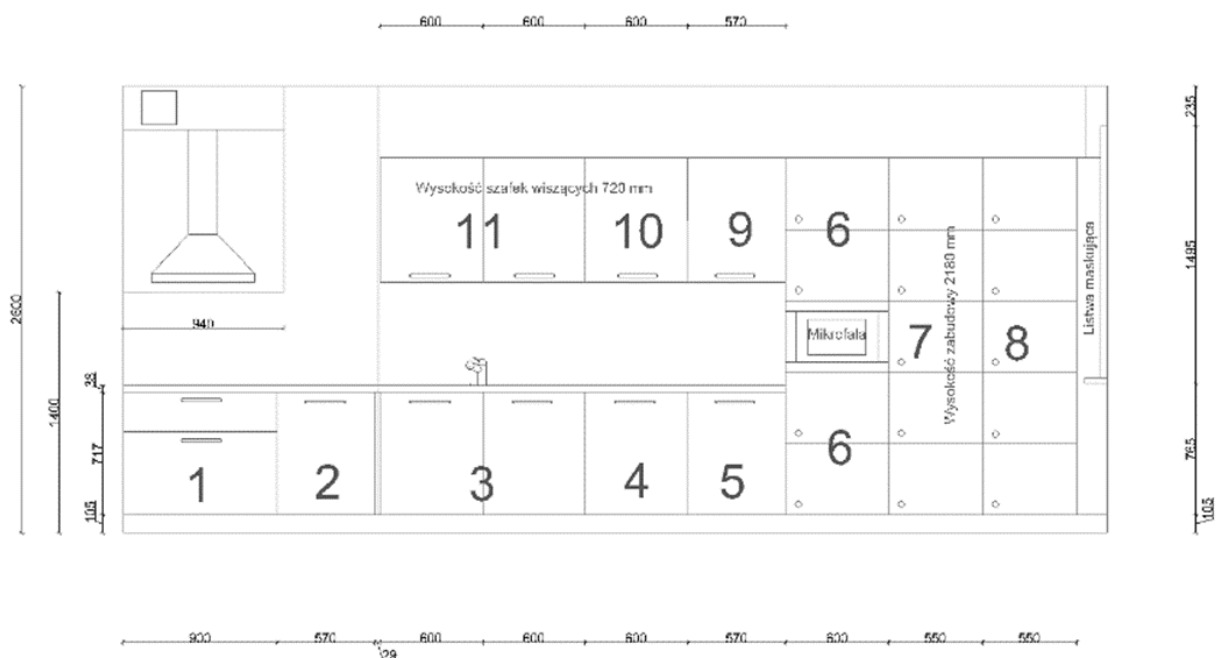 600 600 600 570
2600
235
Wysokość szafek wiszących 720 mm
11 10 9 6
1495
Listwa maskująca
Wysokość zabudowy 2180 mm
940
Mikrofala
7 8
38
1400
717
765
6
1 2 3 4 5
105
105
900 570 600 600 600 570 600 550 550
29